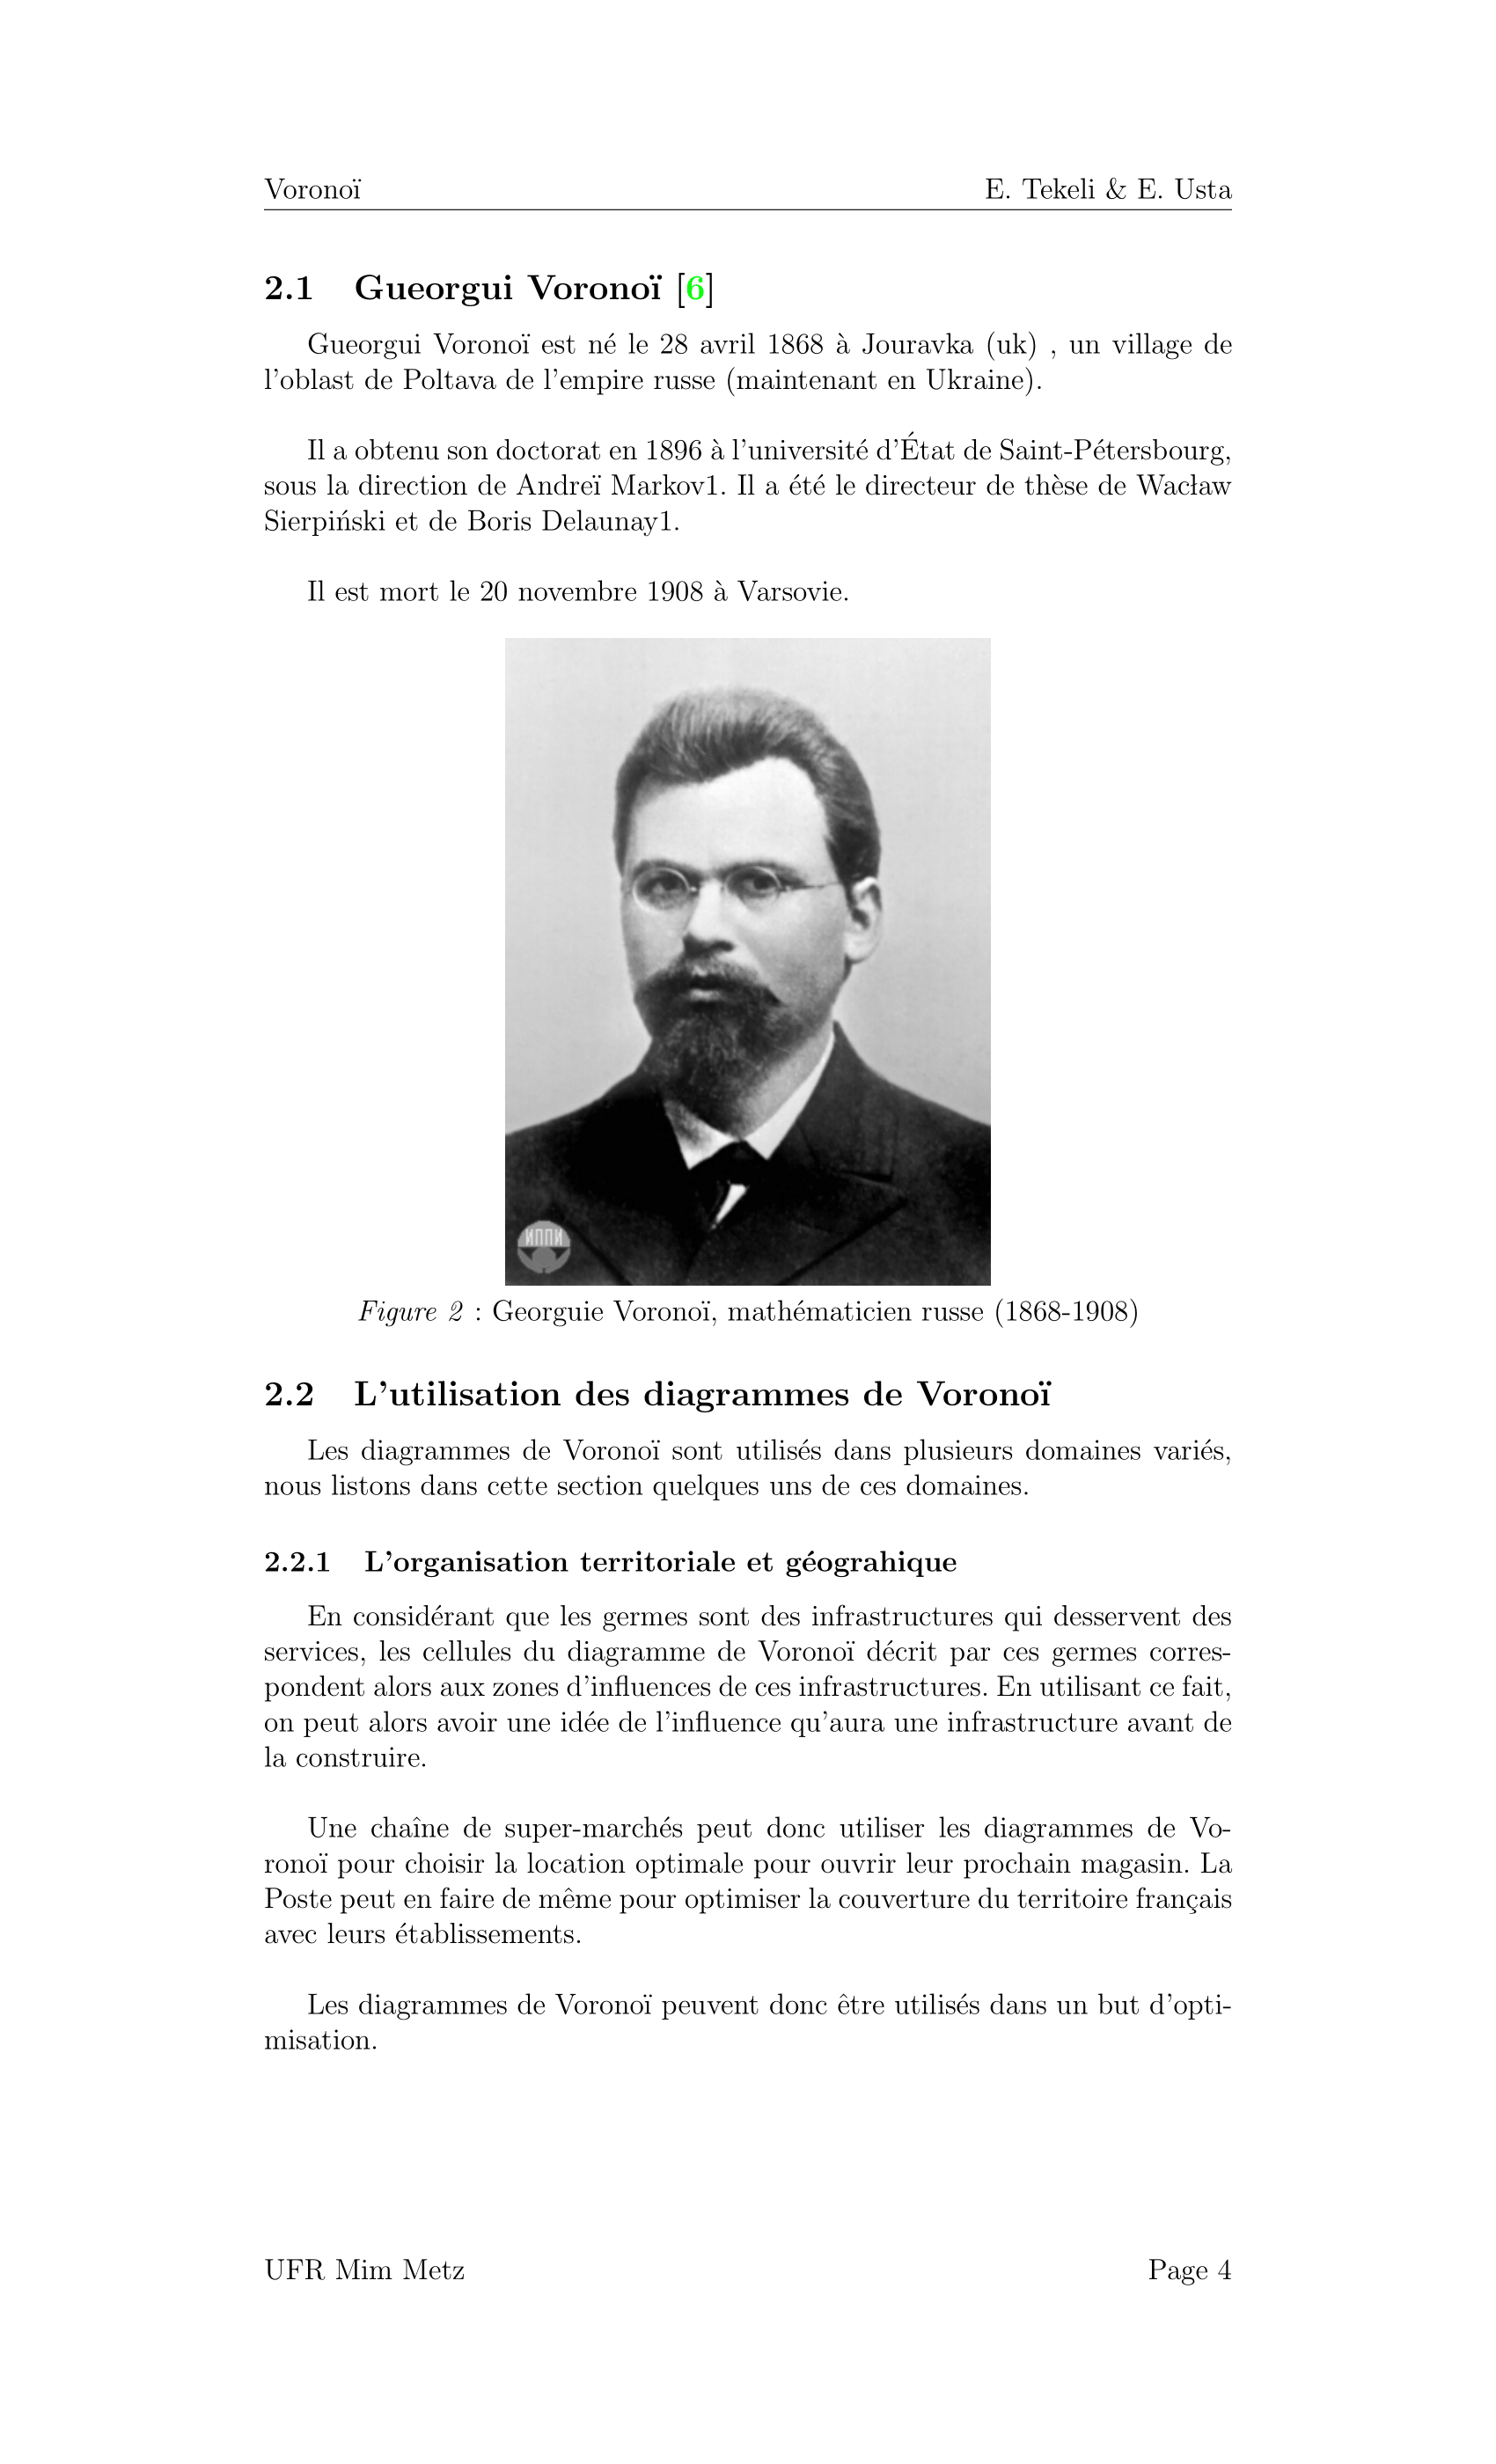 Voronoï E. Tekeli & E. Usta
2.1 Gueorgui Voronoï [6]
Gueorgui Voronoï est né le 28 avril 1868 à Jouravka (uk) , un village de
l'oblast de Poltava de l'empire russe (maintenant en Ukraine).
Il a obtenu son doctorat en 1896 à l'université d'État de Saint-Pétersbourg,
sous la direction de Andreï Markov1. Il a été le directeur de thèse de Wacław
Sierpiński et de Boris Delaunay1.
Il est mort le 20 novembre 1908 à Varsovie.
ИППИ
Figure 2 : Georguie Voronoï, mathématicien russe (1868-1908)
2.2 L'utilisation des diagrammes de Voronoï
Les diagrammes de Voronoï sont utilisés dans plusieurs domaines variés,
nous listons dans cette section quelques uns de ces domaines.
2.2.1 L'organisation territoriale et géograhique
En considérant que les germes sont des infrastructures qui desservent des
services, les cellules du diagramme de Voronoï décrit par ces germes corres-
pondent alors aux zones d'influences de ces infrastructures. En utilisant ce fait,
on peut alors avoir une idée de l'influence qu'aura une infrastructure avant de
la construire.
Une chaîne de super-marchés peut donc utiliser les diagrammes de Vo-
ronoï pour choisir la location optimale pour ouvrir leur prochain magasin. La
Poste peut en faire de même pour optimiser la couverture du territoire français
avec leurs établissements.
Les diagrammes de Voronoï peuvent donc être utilisés dans un but d'opti-
misation.
UFR Mim Metz Page 4